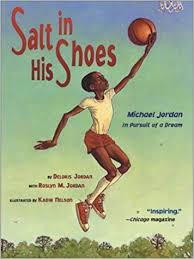 Salt in
His
Shoes
Michael Jordan
in Pursuit of a Dream
BY DELORIS JORDAN
WITH ROSLYN M. JORDAN
ILLUSTRATED BY KADIR NELSON
"Inspiring."
—Chicago magazine